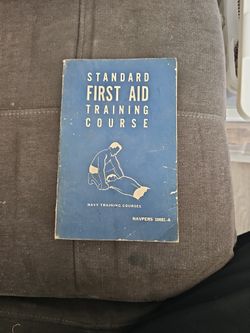 STANDARD
FIRST AID
TRAINING
COURSE
NAVY TRAINING COURSES
NAVPERS 10081-A